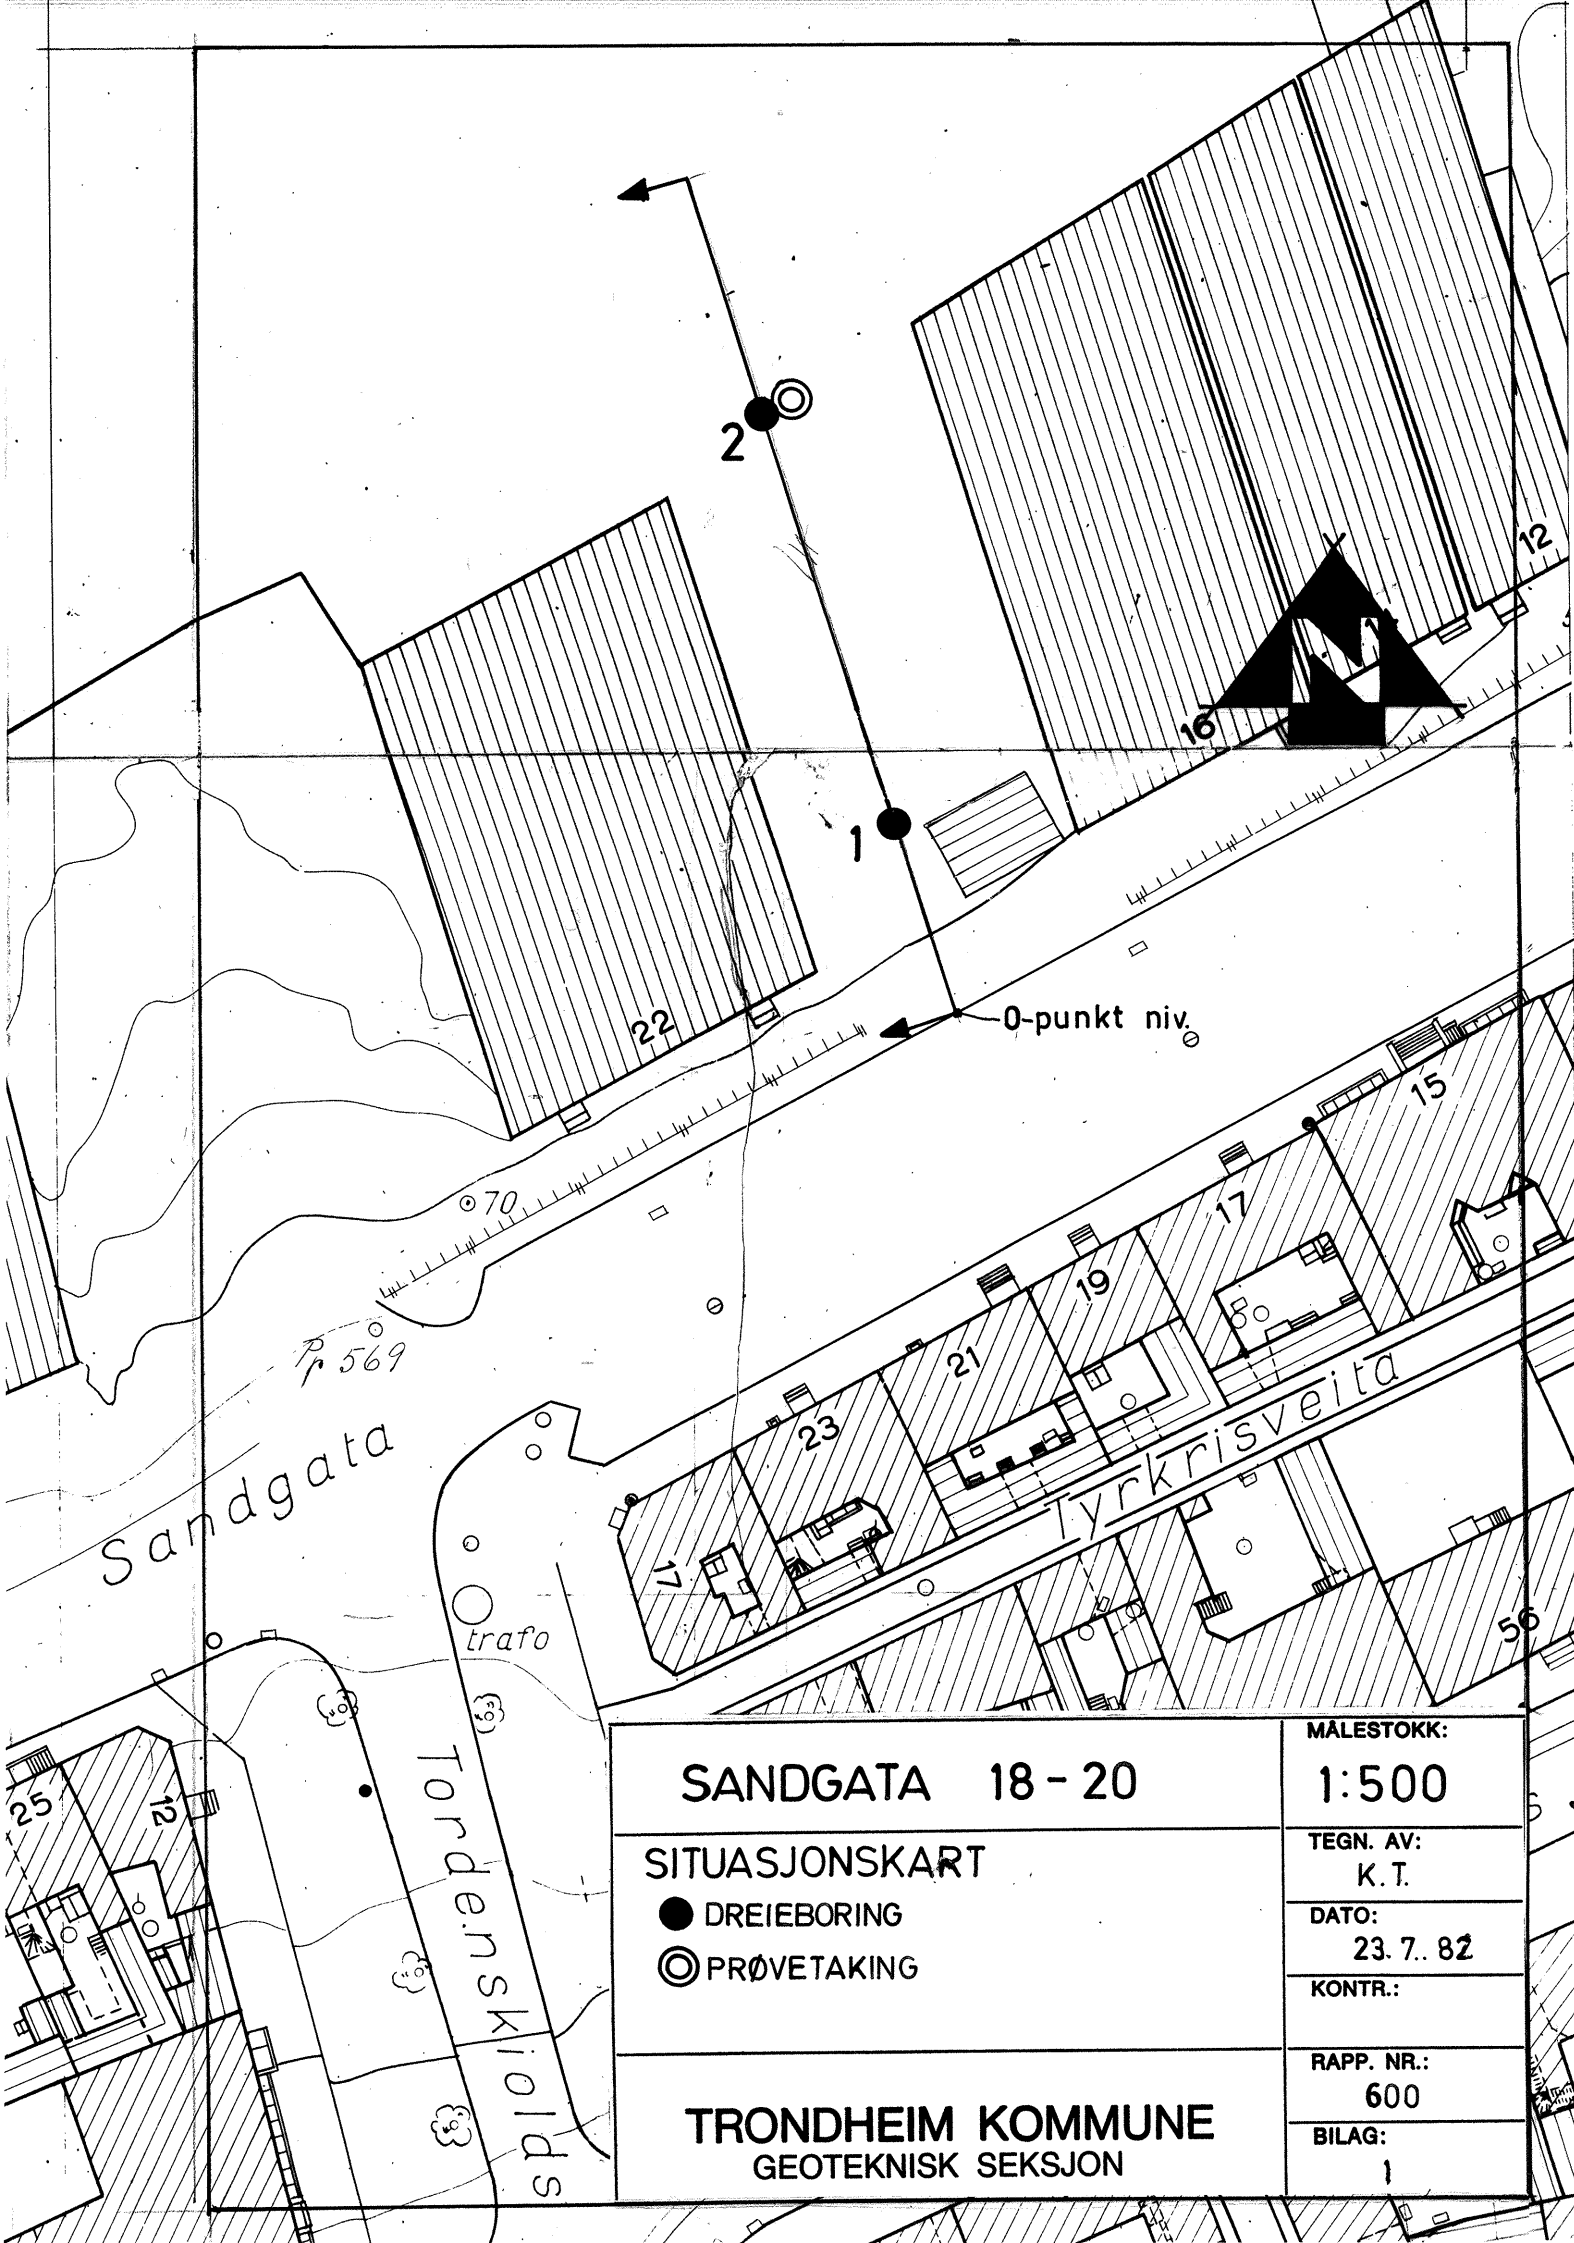 2
12
14
16
1
22
0-punkt niv.
15
70
17
19
Pp 569
21
23
Tyrkrisveita
Sandgata
17
trafo
56
25
12
Tordenskiolds
SANDGATA 18-20
MÅLESTOKK:
1:500
SITUASJONSKART
DREIEBORING
PRØVETAKING
TEGN. AV:
K.T.
DATO:
23.7.82
KONTR.:
RAPP. NR.:
600
TRONDHEIM KOMMUNE
GEOTEKNISK SEKSJON
BILAG:
1